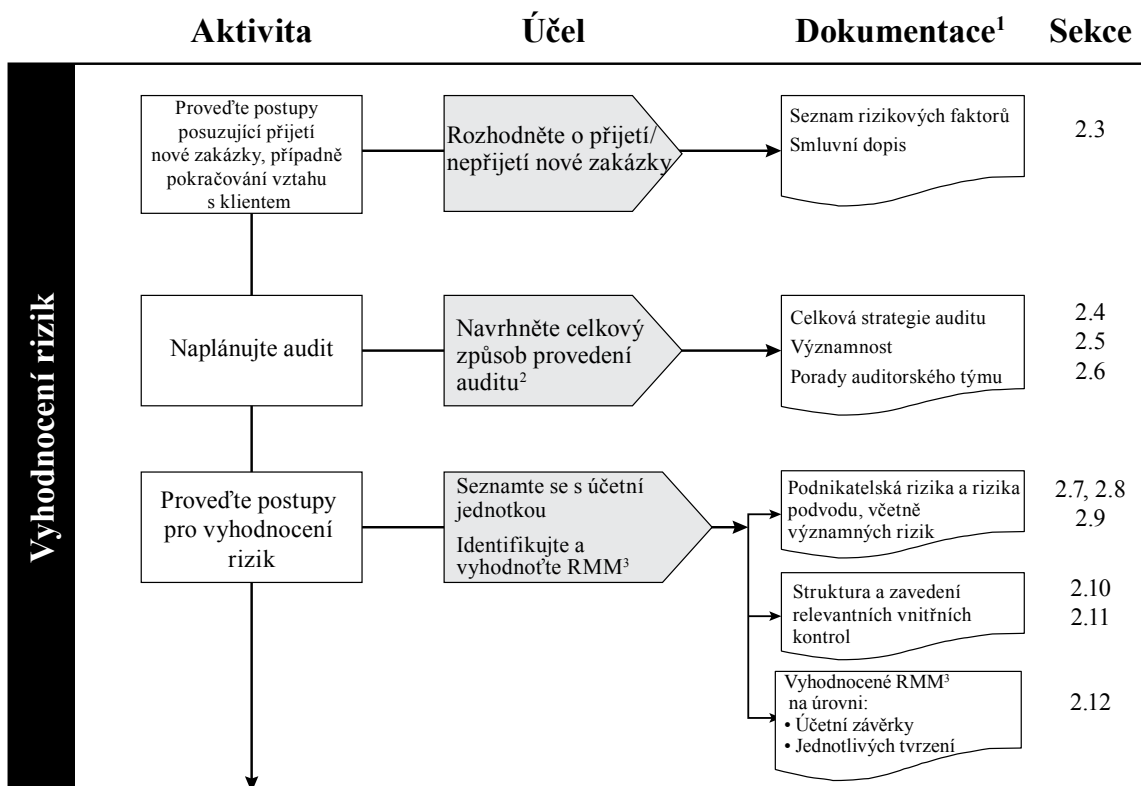 Aktivita
Účel
Dokumentace¹
Sekce
Vyhodnocení rizik
Proveďte postupy
posuzující přijetí
nové zakázky, případně
pokračování vztahu
s klientem
Rozhodněte o přijetí/
nepřijetí nové zakázky
Seznam rizikových faktorů
Smluvní dopis
2.3
Naplánujte audit
Navrhněte celkový
způsob provedení
auditu²
Celková strategie auditu
Významnost
Porady auditorského týmu
2.4
2.5
2.6
Proveďte postupy
pro vyhodnocení
rizik
Seznamte se s účetní
jednotkou
Identifikujte a
vyhodnoťte RMM³
Podnikatelská rizika a rizika
podvodu, včetně
významných rizik
2.7, 2.8
2.9
Struktura a zavedení
relevantních vnitřních
kontrol
2.10
2.11
Vyhodnocené RMM³
na úrovni:
• Účetní závěrky
• Jednotlivých tvrzení
2.12